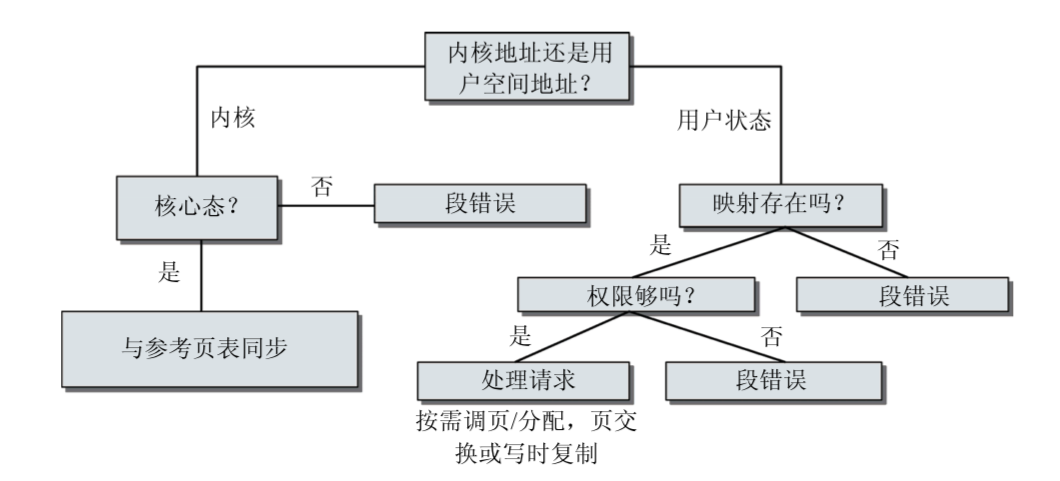 内核地址还是用
户空间地址？
内核
用户状态
核心态？
否
段错误
映射存在吗？
是
是
否
权限够吗？
段错误
与参考页表同步
是
否
处理请求
段错误
按需调页/分配，页交
换或写时复制